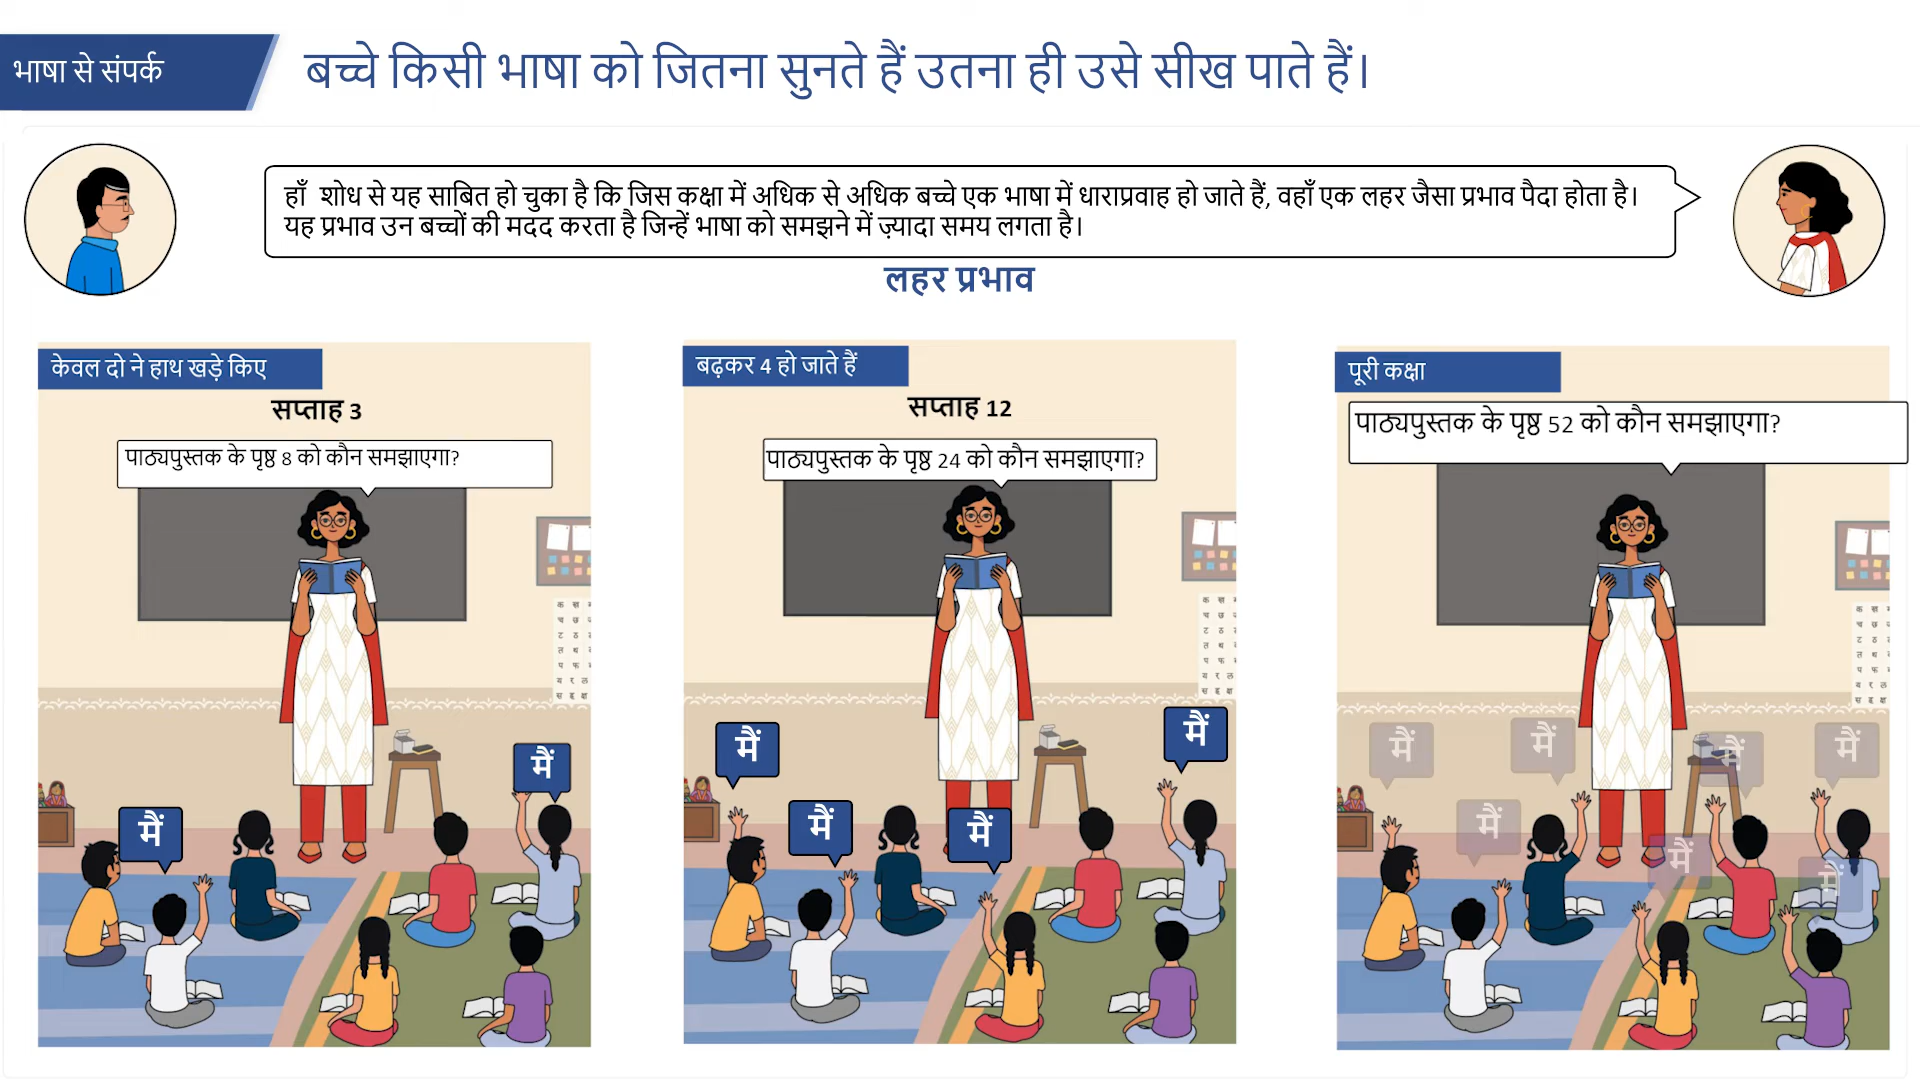 भाषा से संपर्क
बच्चे किसी भाषा को जितना सुनते हैं उतना ही उसे सीख पाते हैं।
हाँ शोध से यह साबित हो चुका है कि जिस कक्षा में अधिक से अधिक बच्चे एक भाषा में धाराप्रवाह हो जाते हैं, वहाँ एक लहर जैसा प्रभाव पैदा होता है।
यह प्रभाव उन बच्चों की मदद करता है जिन्हें भाषा को समझने में ज़्यादा समय लगता है।
लहर प्रभाव
केवल दो ने हाथ खड़े किए
सप्ताह 3
पाठ्यपुस्तक के पृष्ठ 8 को कौन समझाएगा?
मैं
मैं
बढ़कर 4 हो जाते हैं
सप्ताह 12
पाठ्यपुस्तक के पृष्ठ 24 को कौन समझाएगा?
मैं
मैं
मैं
मैं
पूरी कक्षा
पाठ्यपुस्तक के पृष्ठ 52 को कौन समझाएगा?
मैं
मैं
मैं
मैं
मैं
मैं
मैं